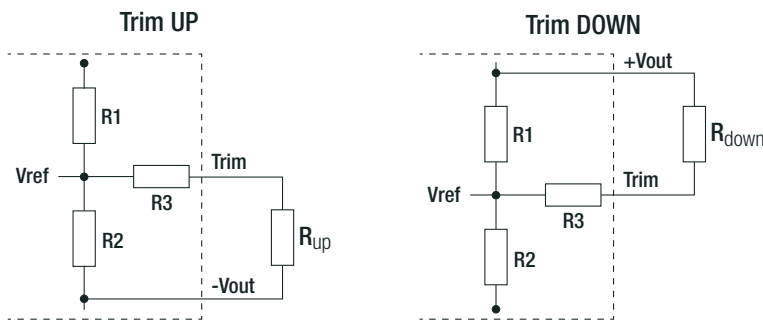 Trim UP
R1
Vref
Trim
R3
R2
Rup
-Vout
Trim DOWN
+Vout
R1
Rdown
Vref
Trim
R3
R2